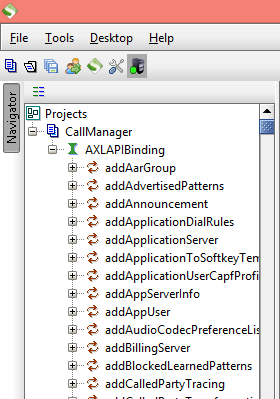 File Tools Desktop Help
Navigator
Projects
CallManager
AXLAPIBinding
addAarGroup
addAdvertisedPatterns
addAnnouncement
addApplicationDialRules
addApplicationServer
addApplicationToSoftkeyTem
addApplicationUserCapfProfi
addAppServerInfo
addAppUser
addAudioCodecPreferenceLis
addBillingServer
addBlockedLearnedPatterns
addCalledPartyTracing